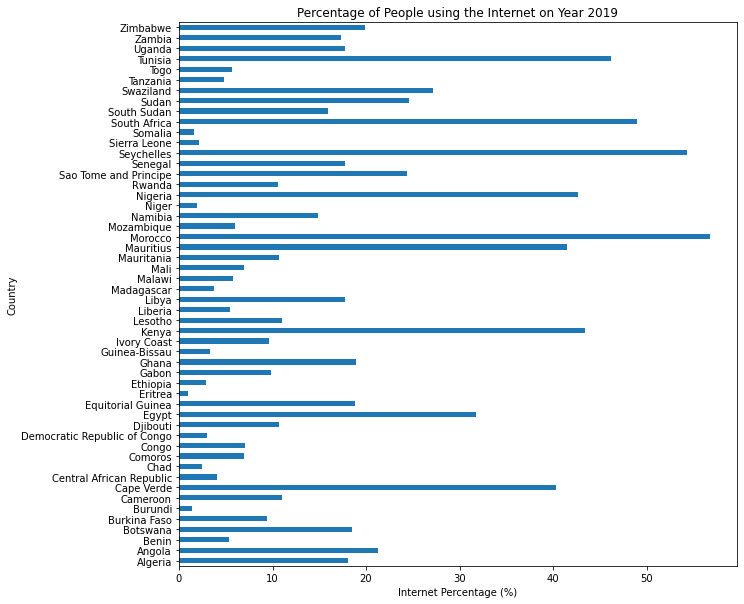 Percentage of People using the Internet on Year 2019
Zimbabwe
Zambia
Uganda
Tunisia
Togo
Tanzania
Swaziland
Sudan
South Sudan
South Africa
Somalia
Sierra Leone
Seychelles
Senegal
Sao Tome and Principe
Rwanda
Nigeria
Niger
Namibia
Mozambique
Morocco
Mauritius
Mauritania
Mali
Malawi
Madagascar
Libya
Liberia
Lesotho
Kenya
Ivory Coast
Guinea-Bissau
Ghana
Gabon
Ethiopia
Eritrea
Equitorial Guinea
Egypt
Djibouti
Democratic Republic of Congo
Congo
Comoros
Chad
Central African Republic
Cape Verde
Cameroon
Burundi
Burkina Faso
Botswana
Benin
Angola
Algeria
Country
0 10 20 30 40 50
Internet Percentage (%)